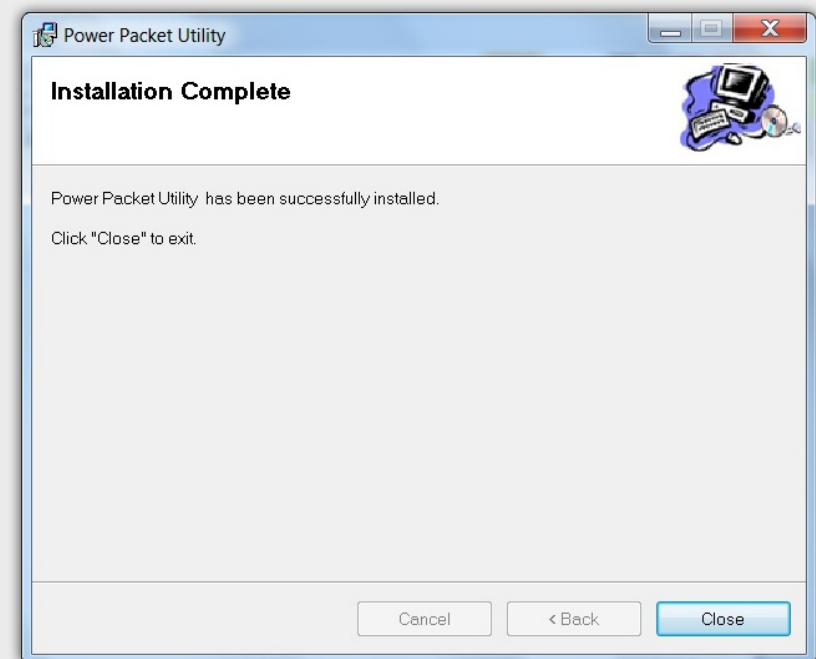 Power Packet Utility
Installation Complete
Power Packet Utility has been successfully installed.
Click "Close" to exit.
Cancel
< Back
Close